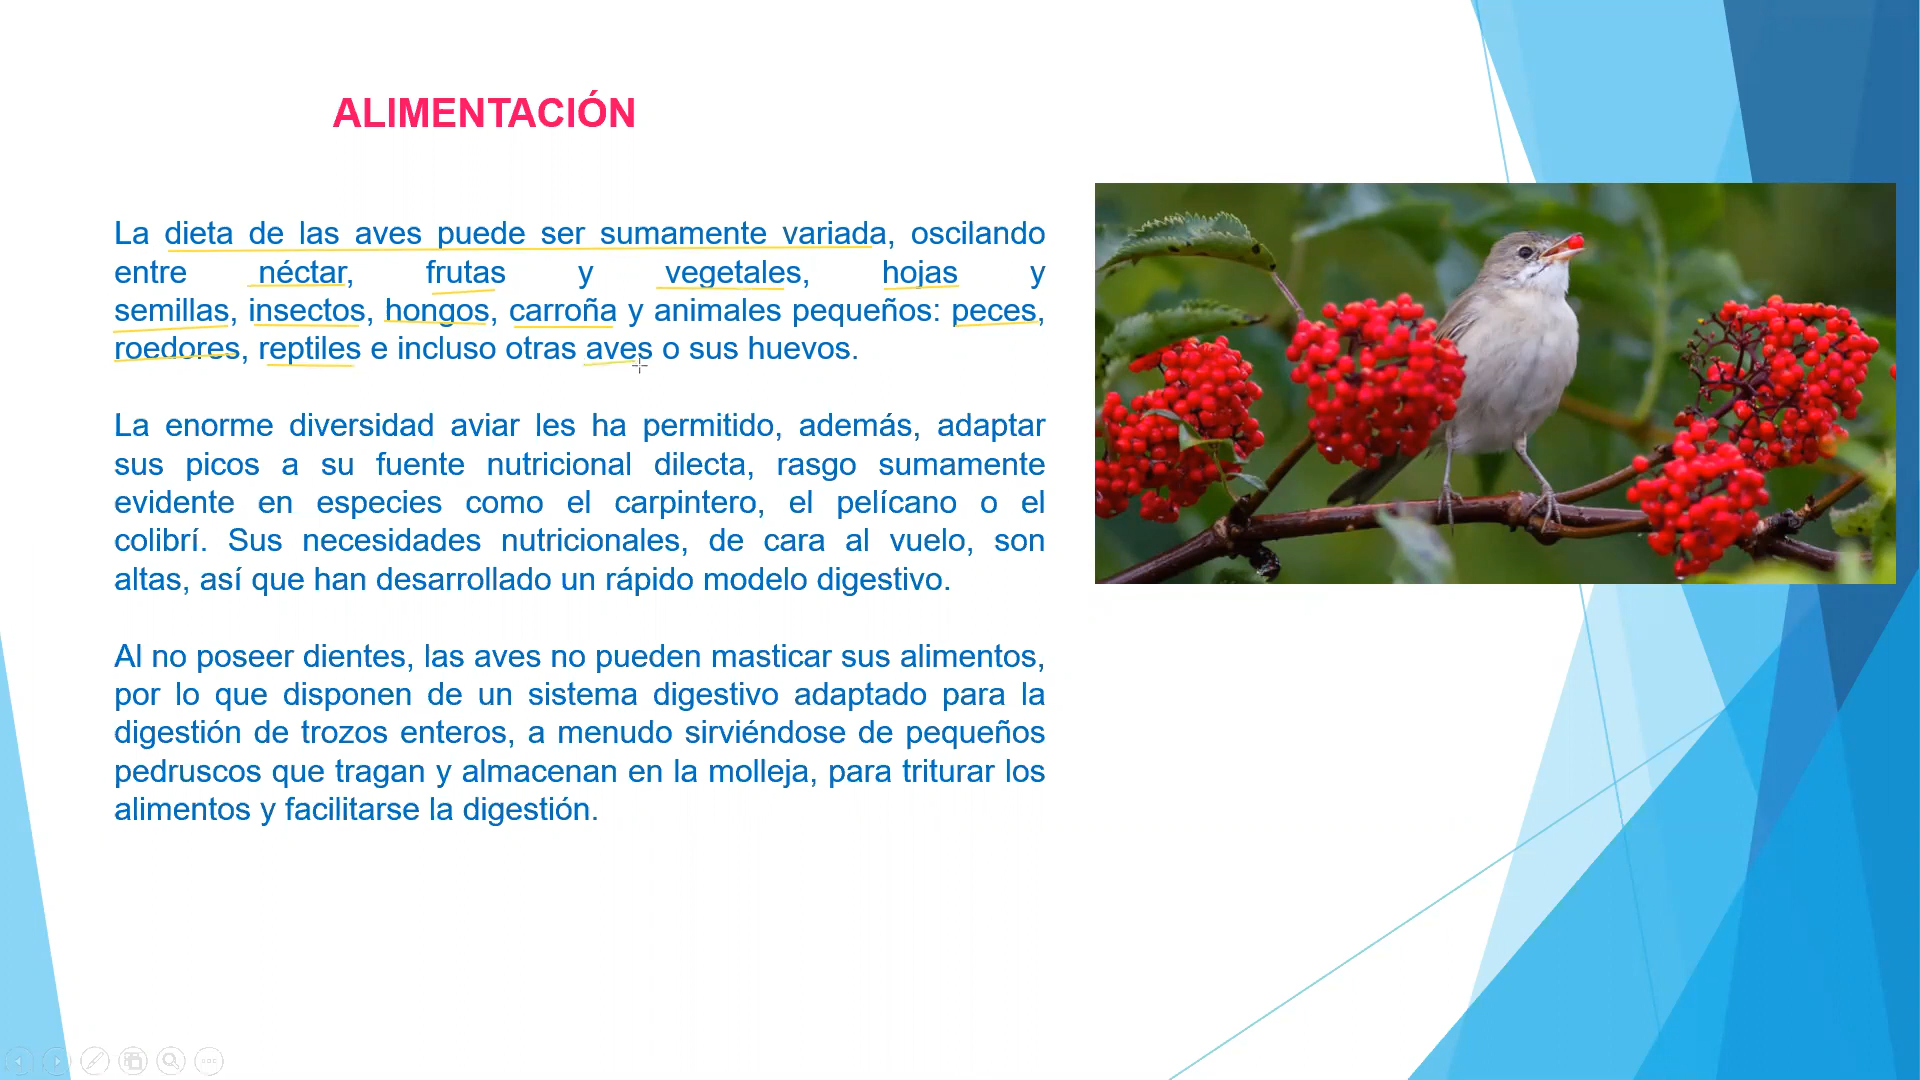 ALIMENTACIÓN
La dieta de las aves puede ser sumamente variada, oscilando
entre néctar, frutas y vegetales, hojas y
semillas, insectos, hongos, carroña y animales pequeños: peces,
roedores, reptiles e incluso otras aves o sus huevos.
La enorme diversidad aviar les ha permitido, además, adaptar
sus picos a su fuente nutricional dilecta, rasgo sumamente
evidente en especies como el carpintero, el pelícano o el
colibrí. Sus necesidades nutricionales, de cara al vuelo, son
altas, así que han desarrollado un rápido modelo digestivo.
Al no poseer dientes, las aves no pueden masticar sus alimentos,
por lo que disponen de un sistema digestivo adaptado para la
digestión de trozos enteros, a menudo sirviéndose de pequeños
pedruscos que tragan y almacenan en la molleja, para triturar los
alimentos y facilitarse la digestión.